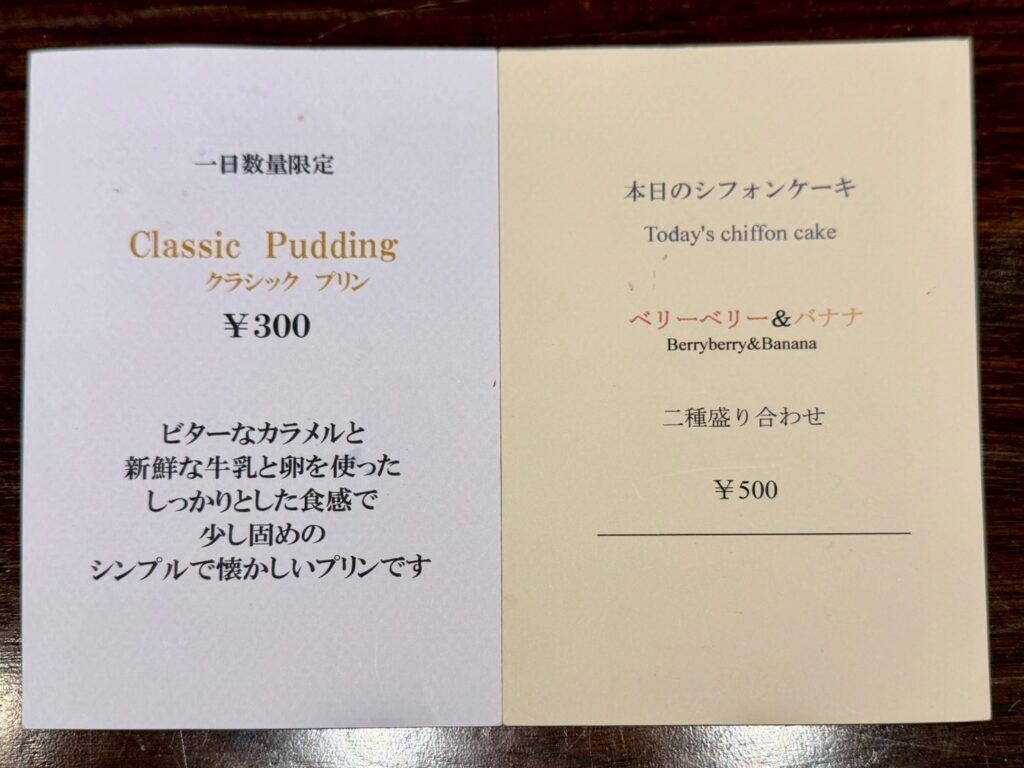 一日数量限定
Classic Pudding
クラシック プリン
￥300
ビターなカラメルと
新鮮な牛乳と卵を使った
しっかりとした食感で
少し固めの
シンプルで懐かしいプリンです
本日のシフォンケーキ
Today's chiffon cake
ベリーベリー&バナナ
Berryberry&Banana
二種盛り合わせ
￥500